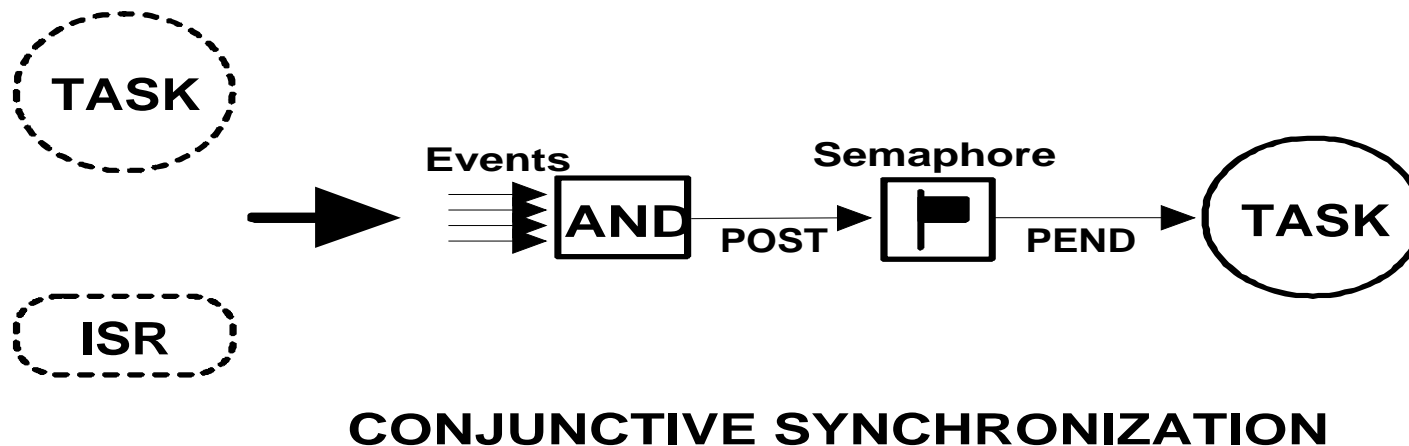 TASK
Events
Semaphore
AND
TASK
POST
PEND
ISR
CONJUNCTIVE SYNCHRONIZATION